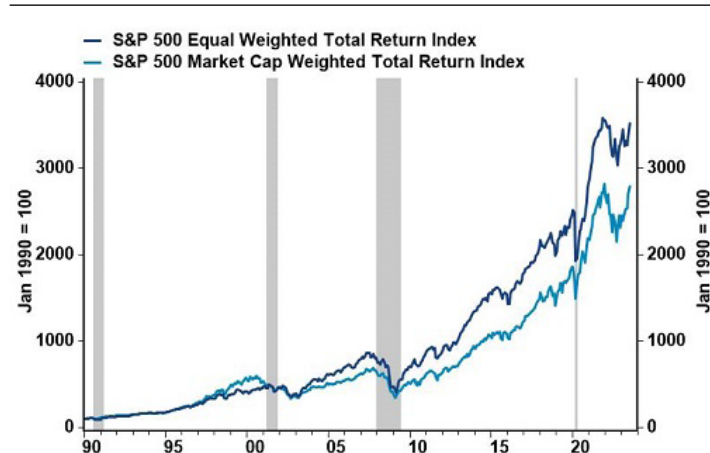 S&P 500 Equal Weighted Total Return Index
S&P 500 Market Cap Weighted Total Return Index
4000
4000
3000
3000
2000
2000
1000
1000
0
0
Jan 1990 = 100
Jan 1990 = 100
90 95 00 05 10 15 20